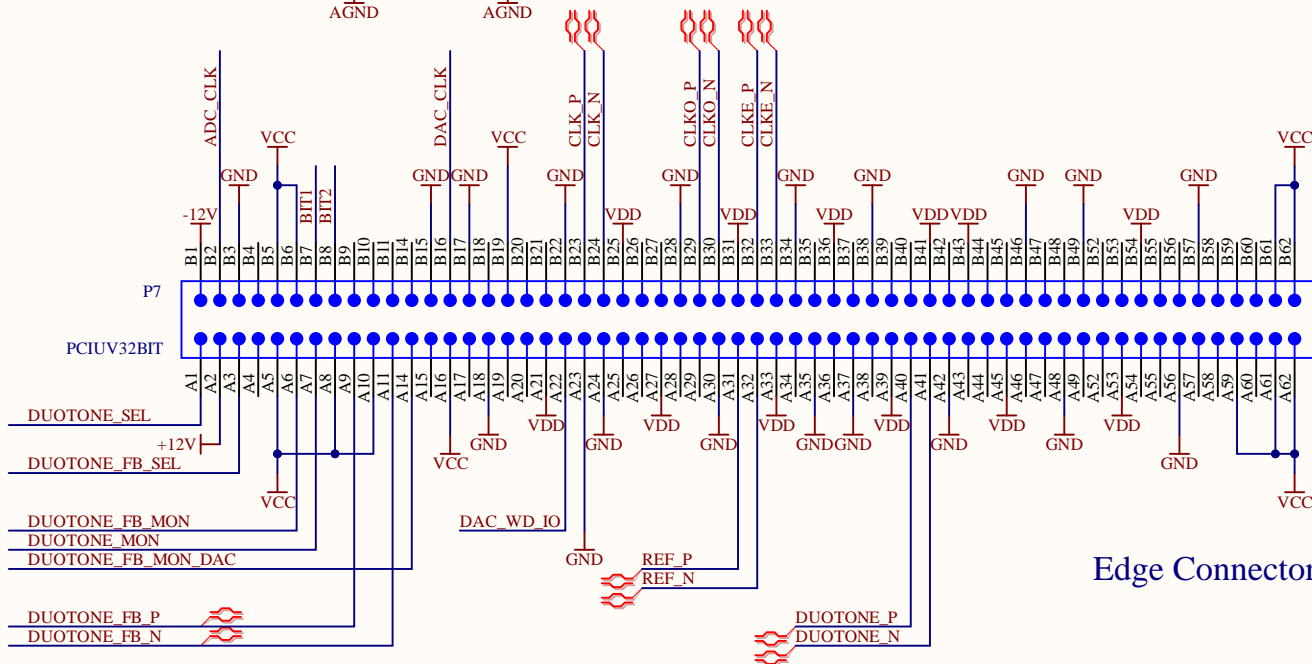 AGND AGND
ADC_CLK DAC_CLK CLK_P CLK_N CLKO_P CLKO_N CLKE_P CLKE_N
VCC VCC VCC
GND GND GND GND GND GND GND GND GND GND
BIT1 BIT2
-12V VDD VDD VDD VDD VDD VDD
B1 B2 B3 B4 B5 B6 B7 B8 B9 B10 B11 B14 B15 B16 B17 B18 B19 B20 B21 B22 B23 B24 B25 B26 B27 B28 B29 B30 B31 B32 B33 B34 B35 B36 B37 B38 B39 B40 B41 B42 B43 B44 B45 B46 B47 B48 B49 B52 B53 B54 B55 B56 B57 B58 B59 B60 B61 B62
P7
PCIUV32BIT
A1 A2 A3 A4 A5 A6 A7 A8 A9 A10 A11 A14 A15 A16 A17 A18 A19 A20 A21 A22 A23 A24 A25 A26 A27 A28 A29 A30 A31 A32 A33 A34 A35 A36 A37 A38 A39 A40 A41 A42 A43 A44 A45 A46 A47 A48 A49 A52 A53 A54 A55 A56 A57 A58 A59 A60 A61 A62
DUOTONE_SEL VDD VDD VDD VDD VDD VDD
+12V GND GND GND GND GND GND GND
DUOTONE_FB_SEL VCC GND
VCC VCC
DUOTONE_FB_MON DAC_WD_IO
DUOTONE_MON
DUOTONE_FB_MON_DAC GND REF_P
REF_N
Edge Connector
DUOTONE_FB_P DUOTONE_P
DUOTONE_FB_N DUOTONE_N